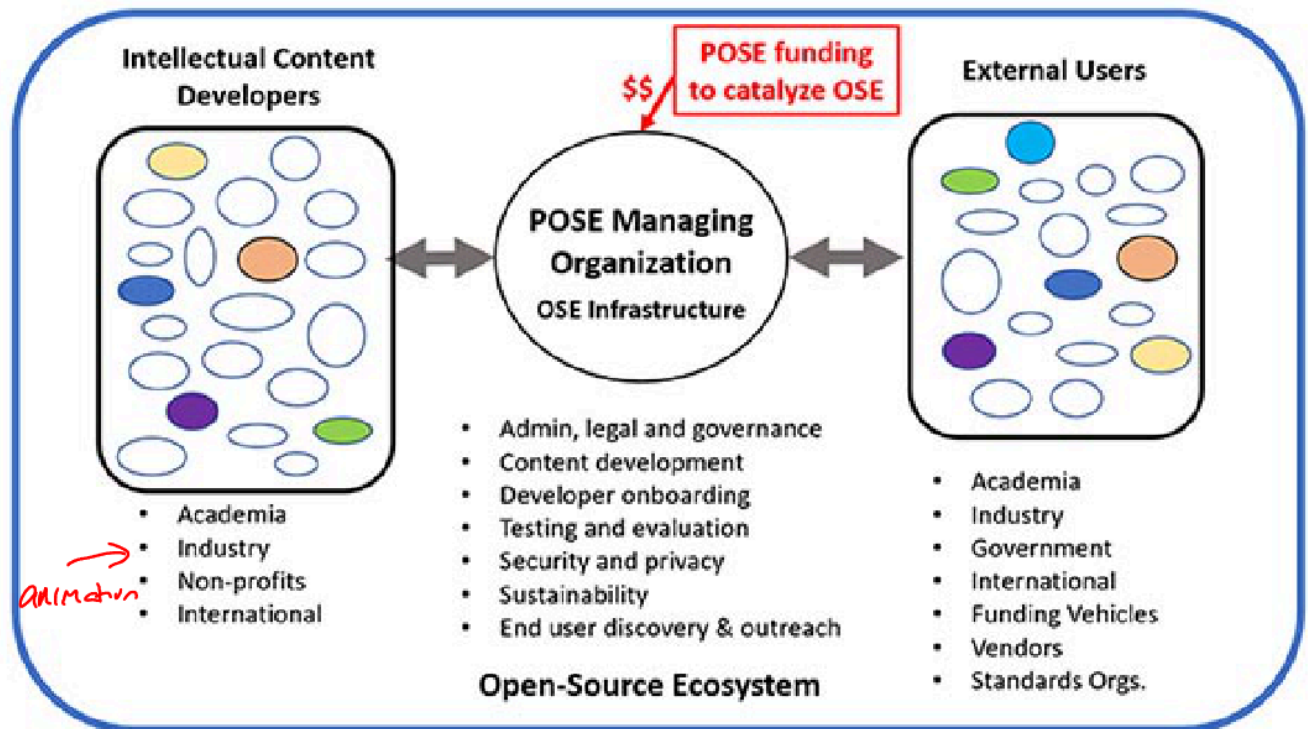 Intellectual Content
Developers
$$
POSE funding
to catalyze OSE
External Users
POSE Managing
Organization
OSE Infrastructure
• Academia
• Industry
• Non-profits
• International
animation
• Admin, legal and governance
• Content development
• Developer onboarding
• Testing and evaluation
• Security and privacy
• Sustainability
• End user discovery & outreach
• Academia
• Industry
• Government
• International
• Funding Vehicles
• Vendors
• Standards Orgs.
Open-Source Ecosystem